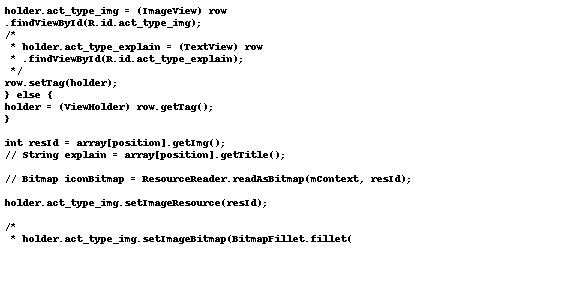 holder.act_type_img = (ImageView) row
.findViewById(R.id.act_type_img);
/*
 * holder.act_type_explain = (TextView) row
 * .findViewById(R.id.act_type_explain);
 */
row.setTag(holder);
} else {
holder = (ViewHolder) row.getTag();
}

int resId = array[position].getImg();
// String explain = array[position].getTitle();

// Bitmap iconBitmap = ResourceReader.readAsBitmap(mContext, resId);

holder.act_type_img.setImageResource(resId);

/*
 * holder.act_type_img.setImageBitmap(BitmapFillet.fillet(